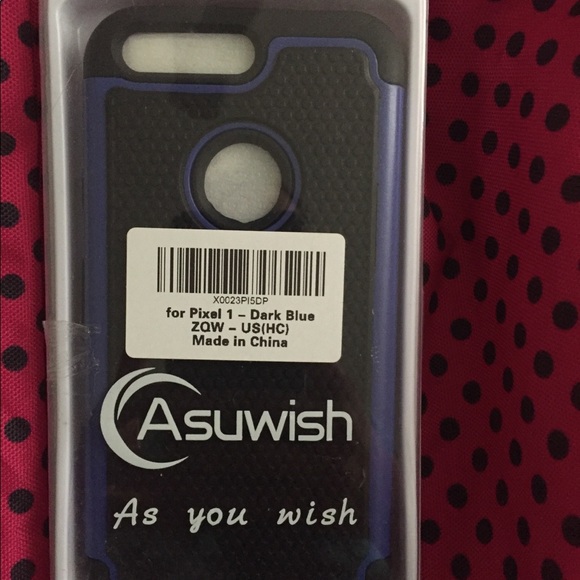 X0023PI5DP
for Pixel 1 – Dark Blue
ZQW – US(HC)
Made in China
Asuwish
As you wish